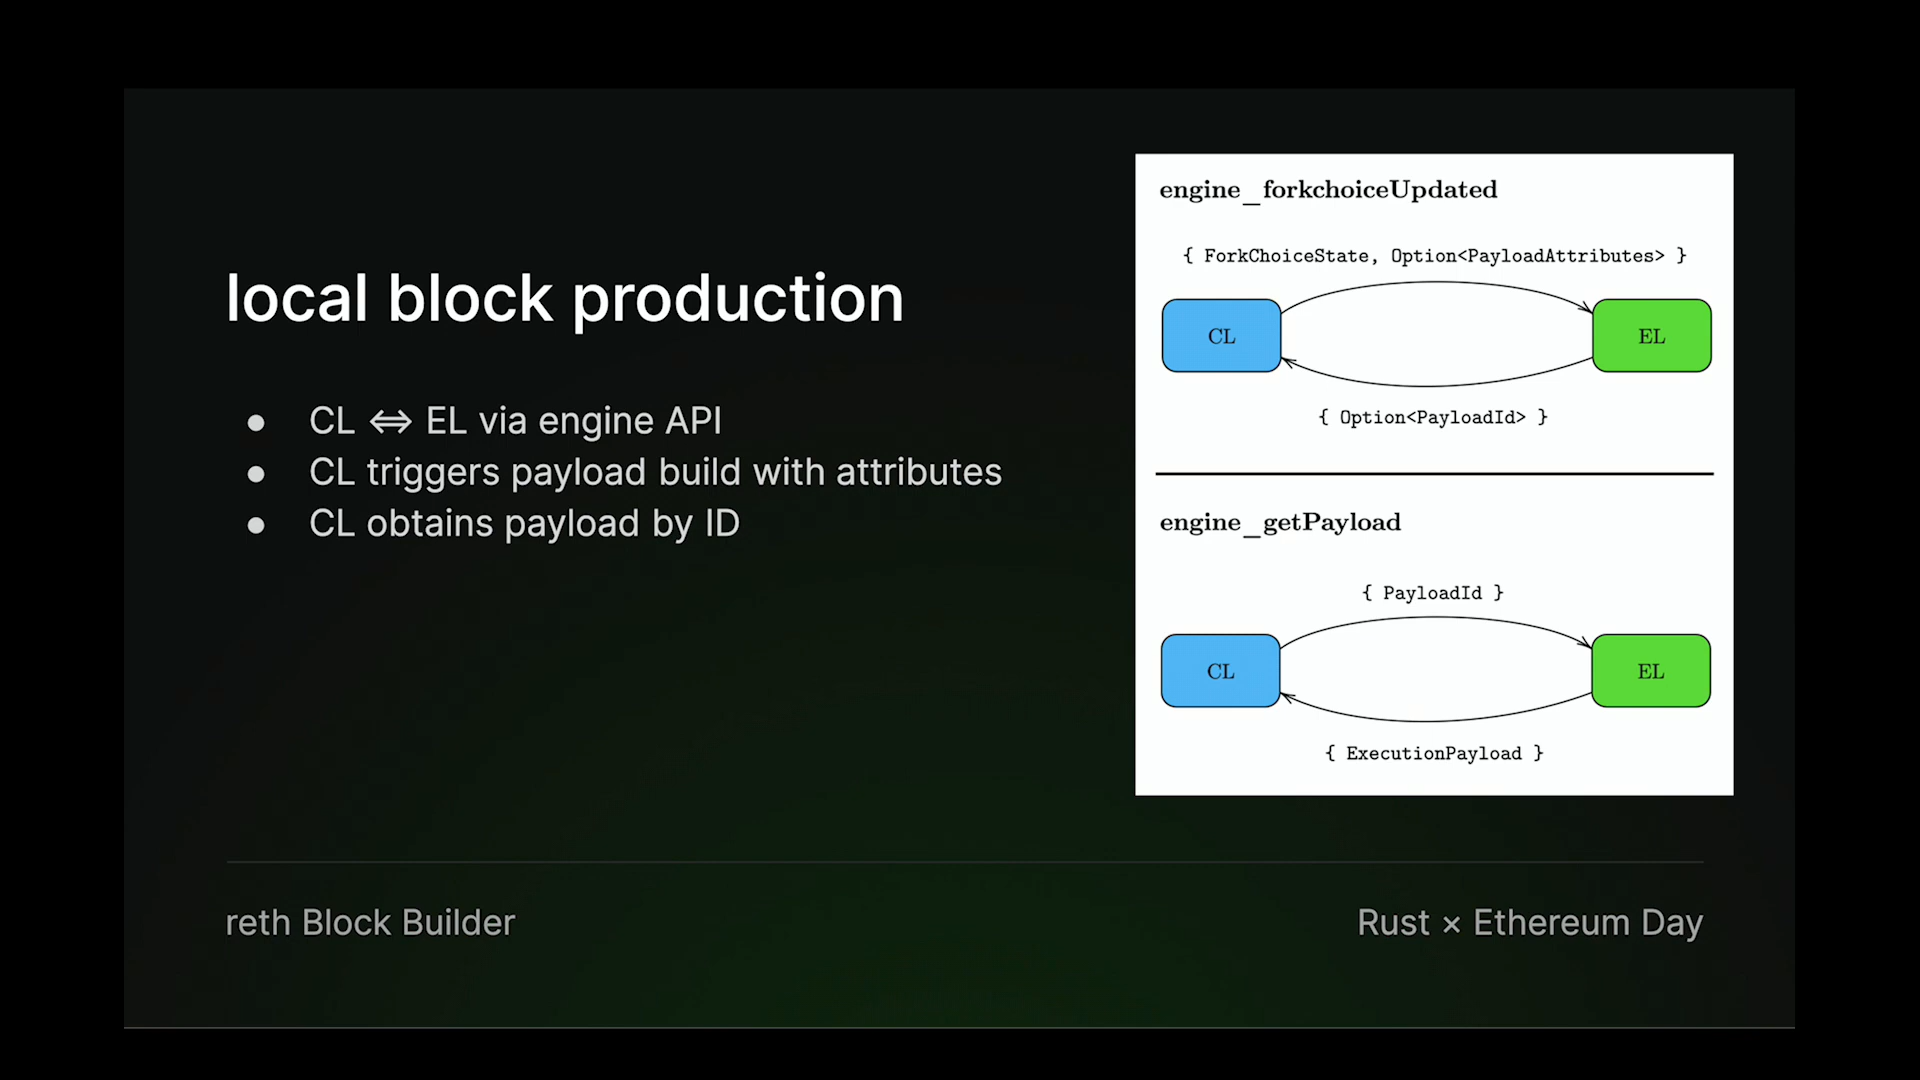 local block production
● CL ⇔ EL via engine API
● CL triggers payload build with attributes
● CL obtains payload by ID
engine_forkchoiceUpdated
{ ForkChoiceState, Option<PayloadAttributes> }
CL
EL
{ Option<PayloadId> }
engine_getPayload
{ PayloadId }
CL
EL
{ ExecutionPayload }
reth Block Builder
Rust × Ethereum Day